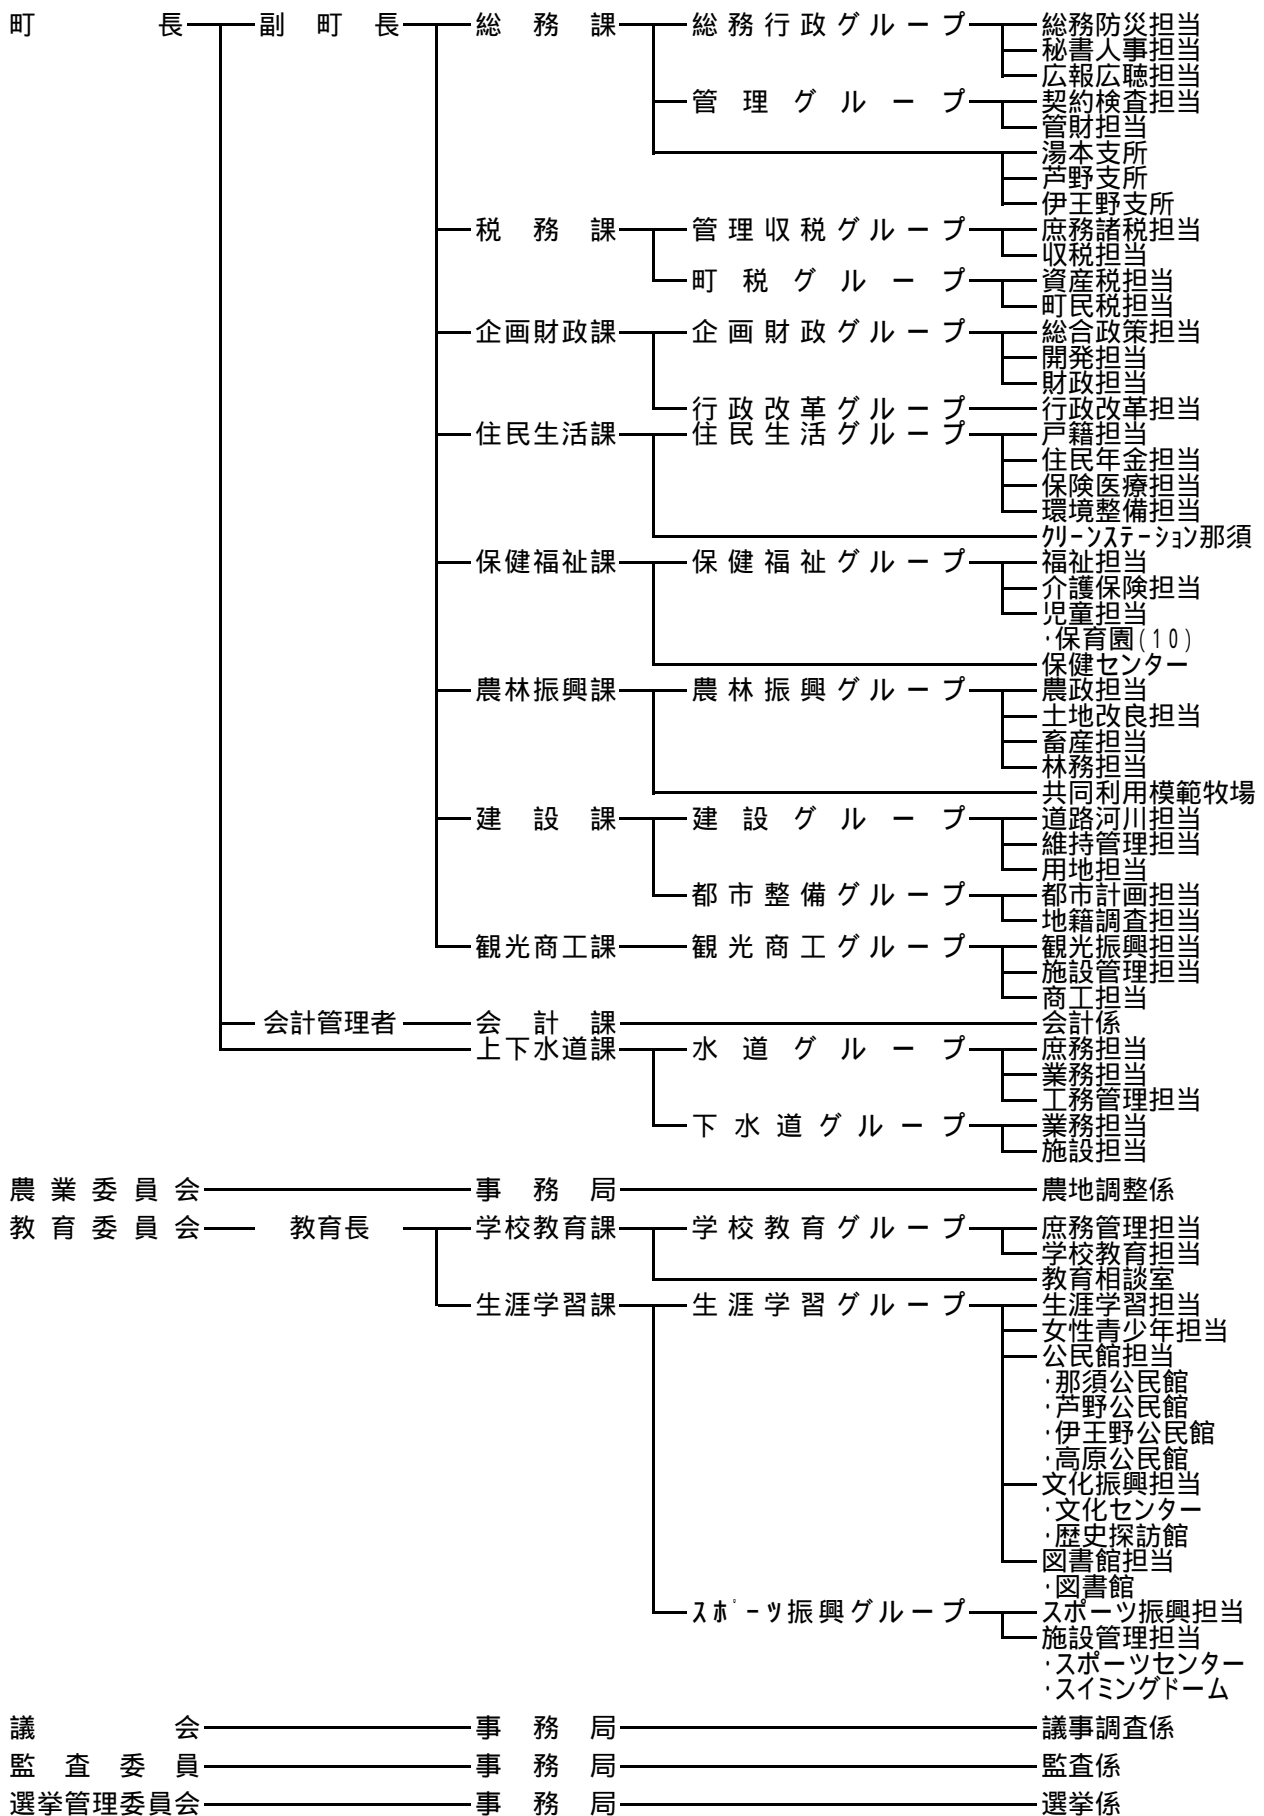 町長 副町長 総務課 総務行政グループ 総務防災担当
秘書人事担当
広報広聴担当
管理グループ 契約検査担当
管財担当
湯本支所
芦野支所
伊王野支所
税務課 管理収税グループ 庶務諸税担当
収税担当
町税グループ 資産税担当
町民税担当
企画財政課 企画財政グループ 総合政策担当
開発担当
財政担当
行政改革グループ 行政改革担当
住民生活課 住民生活グループ 戸籍担当
住民年金担当
保険医療担当
環境整備担当
クリーンステーション那須
保健福祉課 保健福祉グループ 福祉担当
介護保険担当
児童担当
・保育園(10)
保健センター
農林振興課 農林振興グループ 農政担当
土地改良担当
畜産担当
林務担当
共同利用模範牧場
建設課 建設グループ 道路河川担当
維持管理担当
用地担当
都市整備グループ 都市計画担当
地籍調査担当
観光商工課 観光商工グループ 観光振興担当
施設管理担当
商工担当
会計管理者 会計課 会計係
上下水道課 水道グループ 庶務担当
業務担当
工務管理担当
下水道グループ 業務担当
施設担当
農業委員会 事務局 農地調整係
教育委員会 教育長 学校教育課 学校教育グループ 庶務管理担当
学校教育担当
教育相談室
生涯学習課 生涯学習グループ 生涯学習担当
女性青少年担当
公民館担当
・那須公民館
・芦野公民館
・伊王野公民館
・高原公民館
文化振興担当
・文化センター
・歴史探訪館
図書館担当
・図書館
スポーツ振興グループ スポーツ振興担当
施設管理担当
・スポーツセンター
・スイミングドーム
議会 事務局 議事調査係
監査委員 事務局 監査係
選挙管理委員会 事務局 選挙係